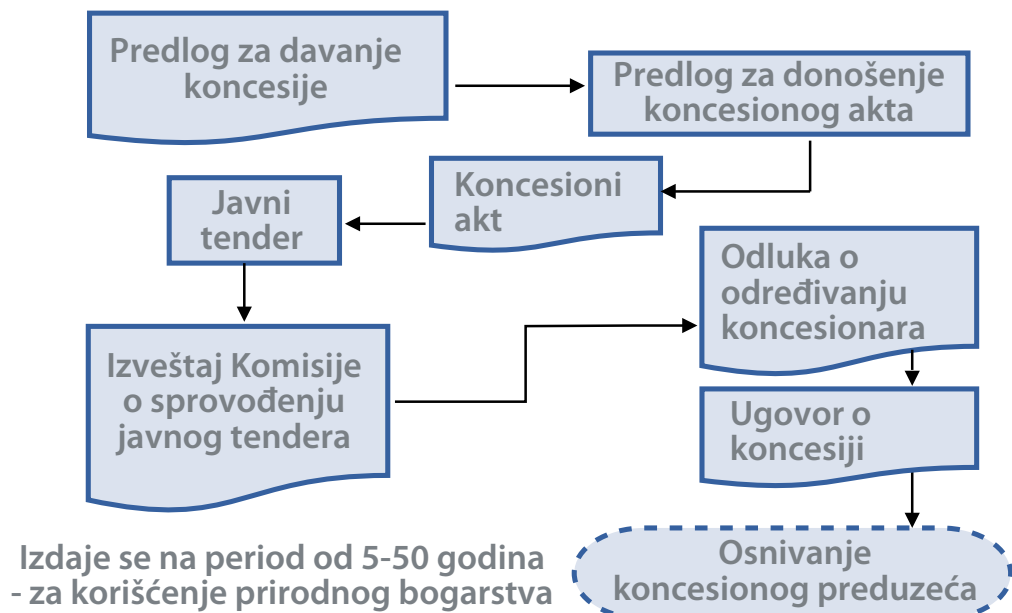 Predlog za davanje
koncesije
Predlog za donošenje
koncesionog akta
Koncesioni
akt
Javni
tender
Izveštaj Komisije
o sprovođenju
javnog tendera
Odluka o
određivanju
koncesionara
Ugovor o
koncesiji
Osnivanje
koncesionog preduzeća
Izdaje se na period od 5-50 godina
- za korišćenje prirodnog bogarstva